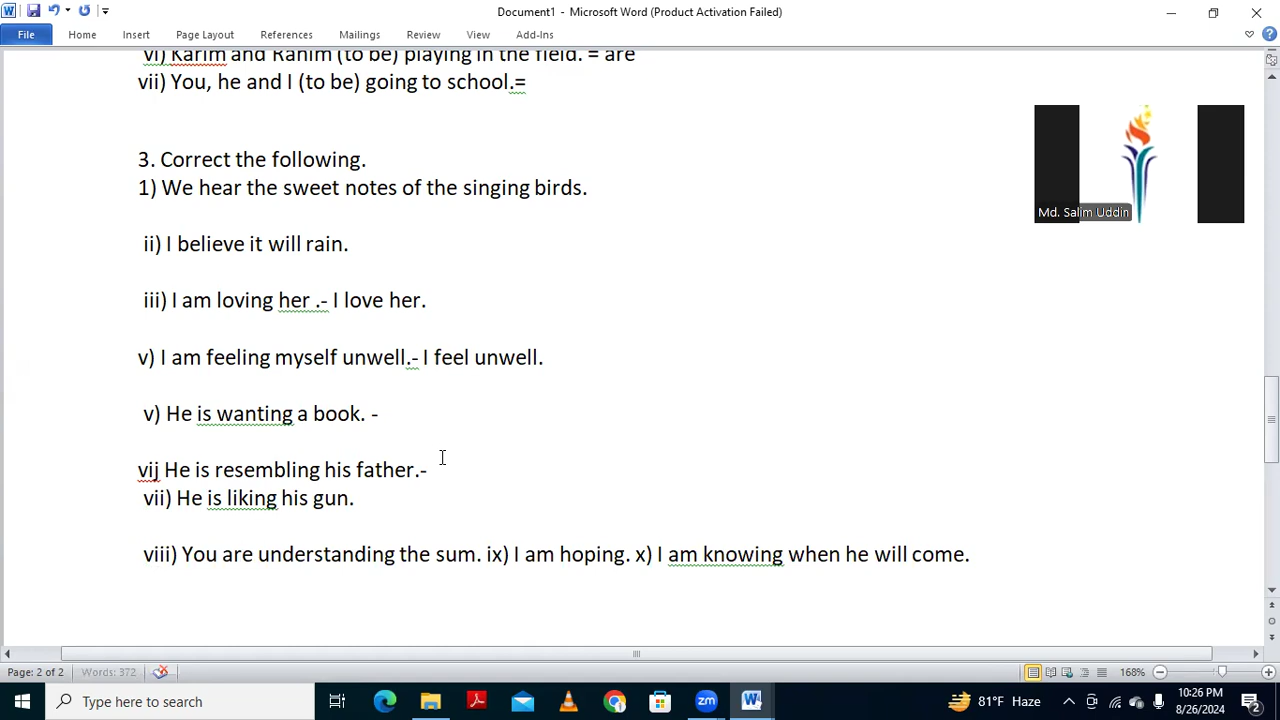 Document1 - Microsoft Word (Product Activation Failed)
File Home Insert Page Layout References Mailings Review View Add-Ins
vi) Karim and Rahim (to be) playing in the field. = are
vii) You, he and I (to be) going to school.=
3. Correct the following.
1) We hear the sweet notes of the singing birds.
Md. Salim Uddin
ii) I believe it will rain.
iii) I am loving her .- I love her.
v) I am feeling myself unwell.- I feel unwell.
v) He is wanting a book. -
vij He is resembling his father.-
vii) He is liking his gun.
viii) You are understanding the sum. ix) I am hoping. x) I am knowing when he will come.
Page: 2 of 2 Words: 372 168%
Type here to search zm 81°F Haze 10:26 PM
8/26/2024 2